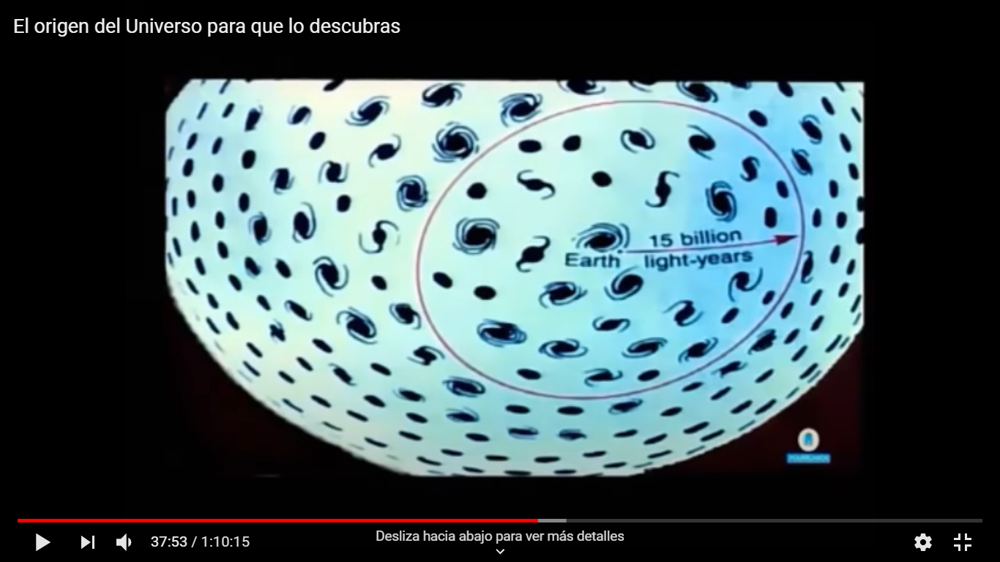 El origen del Universo para que lo descubras
15 billion
Earth light-years
37:53 / 1:10:15
Desliza hacia abajo para ver más detalles